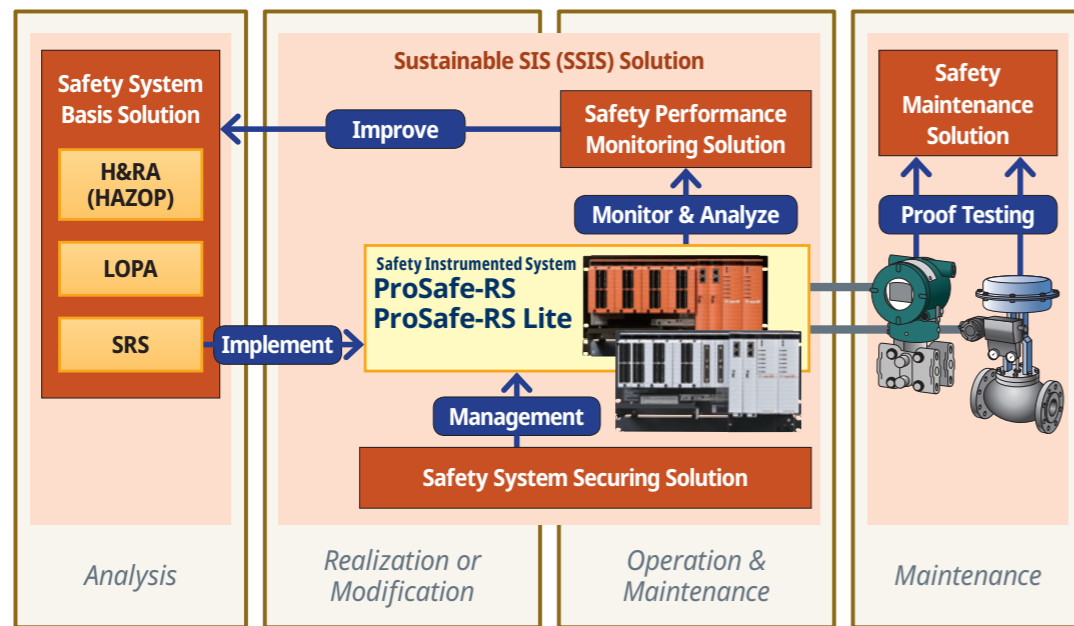 Sustainable SIS (SSIS) Solution
Safety System
Basis Solution
H&RA
(HAZOP)
LOPA
SRS
Improve
Safety Performance
Monitoring Solution
Monitor & Analyze
Safety
Maintenance
Solution
Proof Testing
Safety Instrumented System
ProSafe-RS
ProSafe-RS Lite
Implement
Management
Safety System Securing Solution
Analysis
Realization or
Modification
Operation &
Maintenance
Maintenance